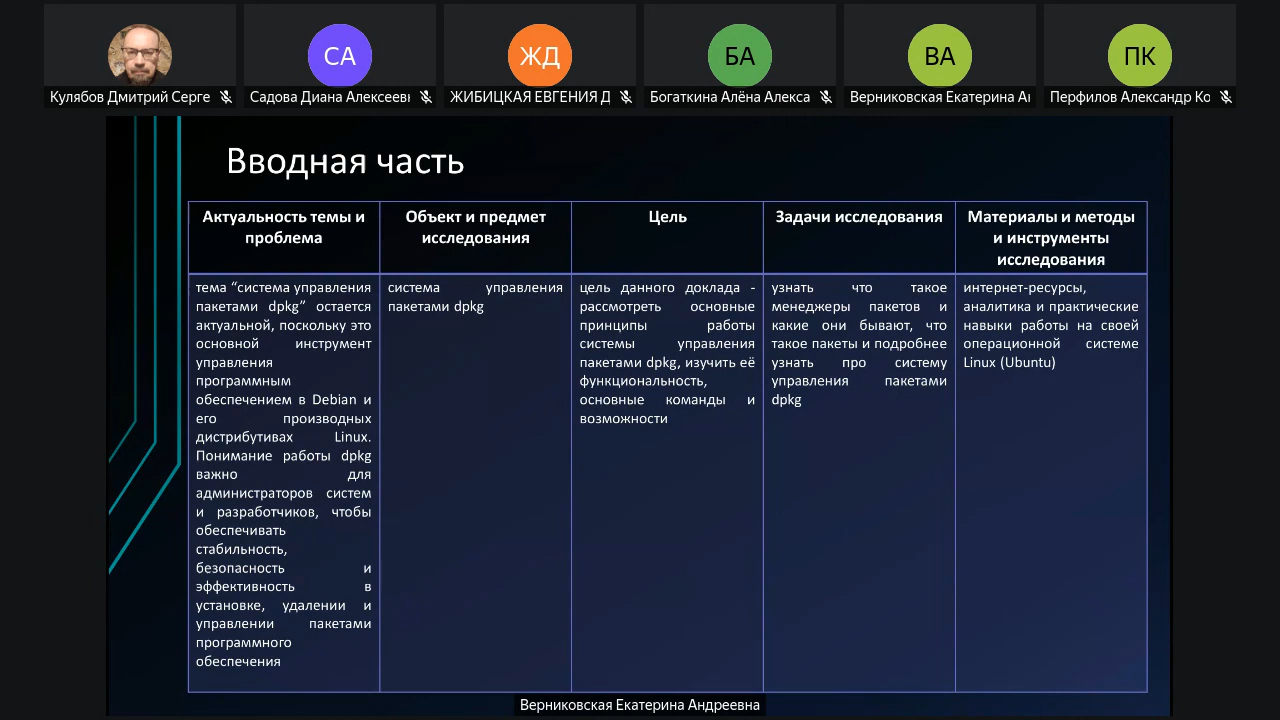 СА
ЖД
БА
ВА
ПК
Кулябов Дмитрий Серге
Садова Диана Алексеевн
ЖИБИЦКАЯ ЕВГЕНИЯ Д
Богаткина Алёна Алекса
Верниковская Екатерина Ан
Перфилов Александр Ко
Вводная часть
Актуальность темы и
проблема
Объект и предмет
исследования
Цель
Задачи исследования
Материалы и методы
и инструменты
исследования
тема “система управления
пакетами dpkg” остается
актуальной, поскольку это
основной инструмент
управления
программным
обеспечением в Debian и
его производных
дистрибутивах Linux.
Понимание работы dpkg
важно для
администраторов систем
и разработчиков, чтобы
обеспечивать
стабильность,
безопасность и
эффективность в
установке, удалении и
управлении пакетами
программного
обеспечения
система управления
пакетами dpkg
цель данного доклада -
рассмотреть основные
принципы работы
системы управления
пакетами dpkg, изучить её
функциональность,
основные команды и
возможности
узнать что такое
менеджеры пакетов и
какие они бывают, что
такое пакеты и подробнее
узнать про систему
управления пакетами
dpkg
интернет-ресурсы,
аналитика и практические
навыки работы на своей
операционной системе
Linux (Ubuntu)
Верниковская Екатерина Андреевна